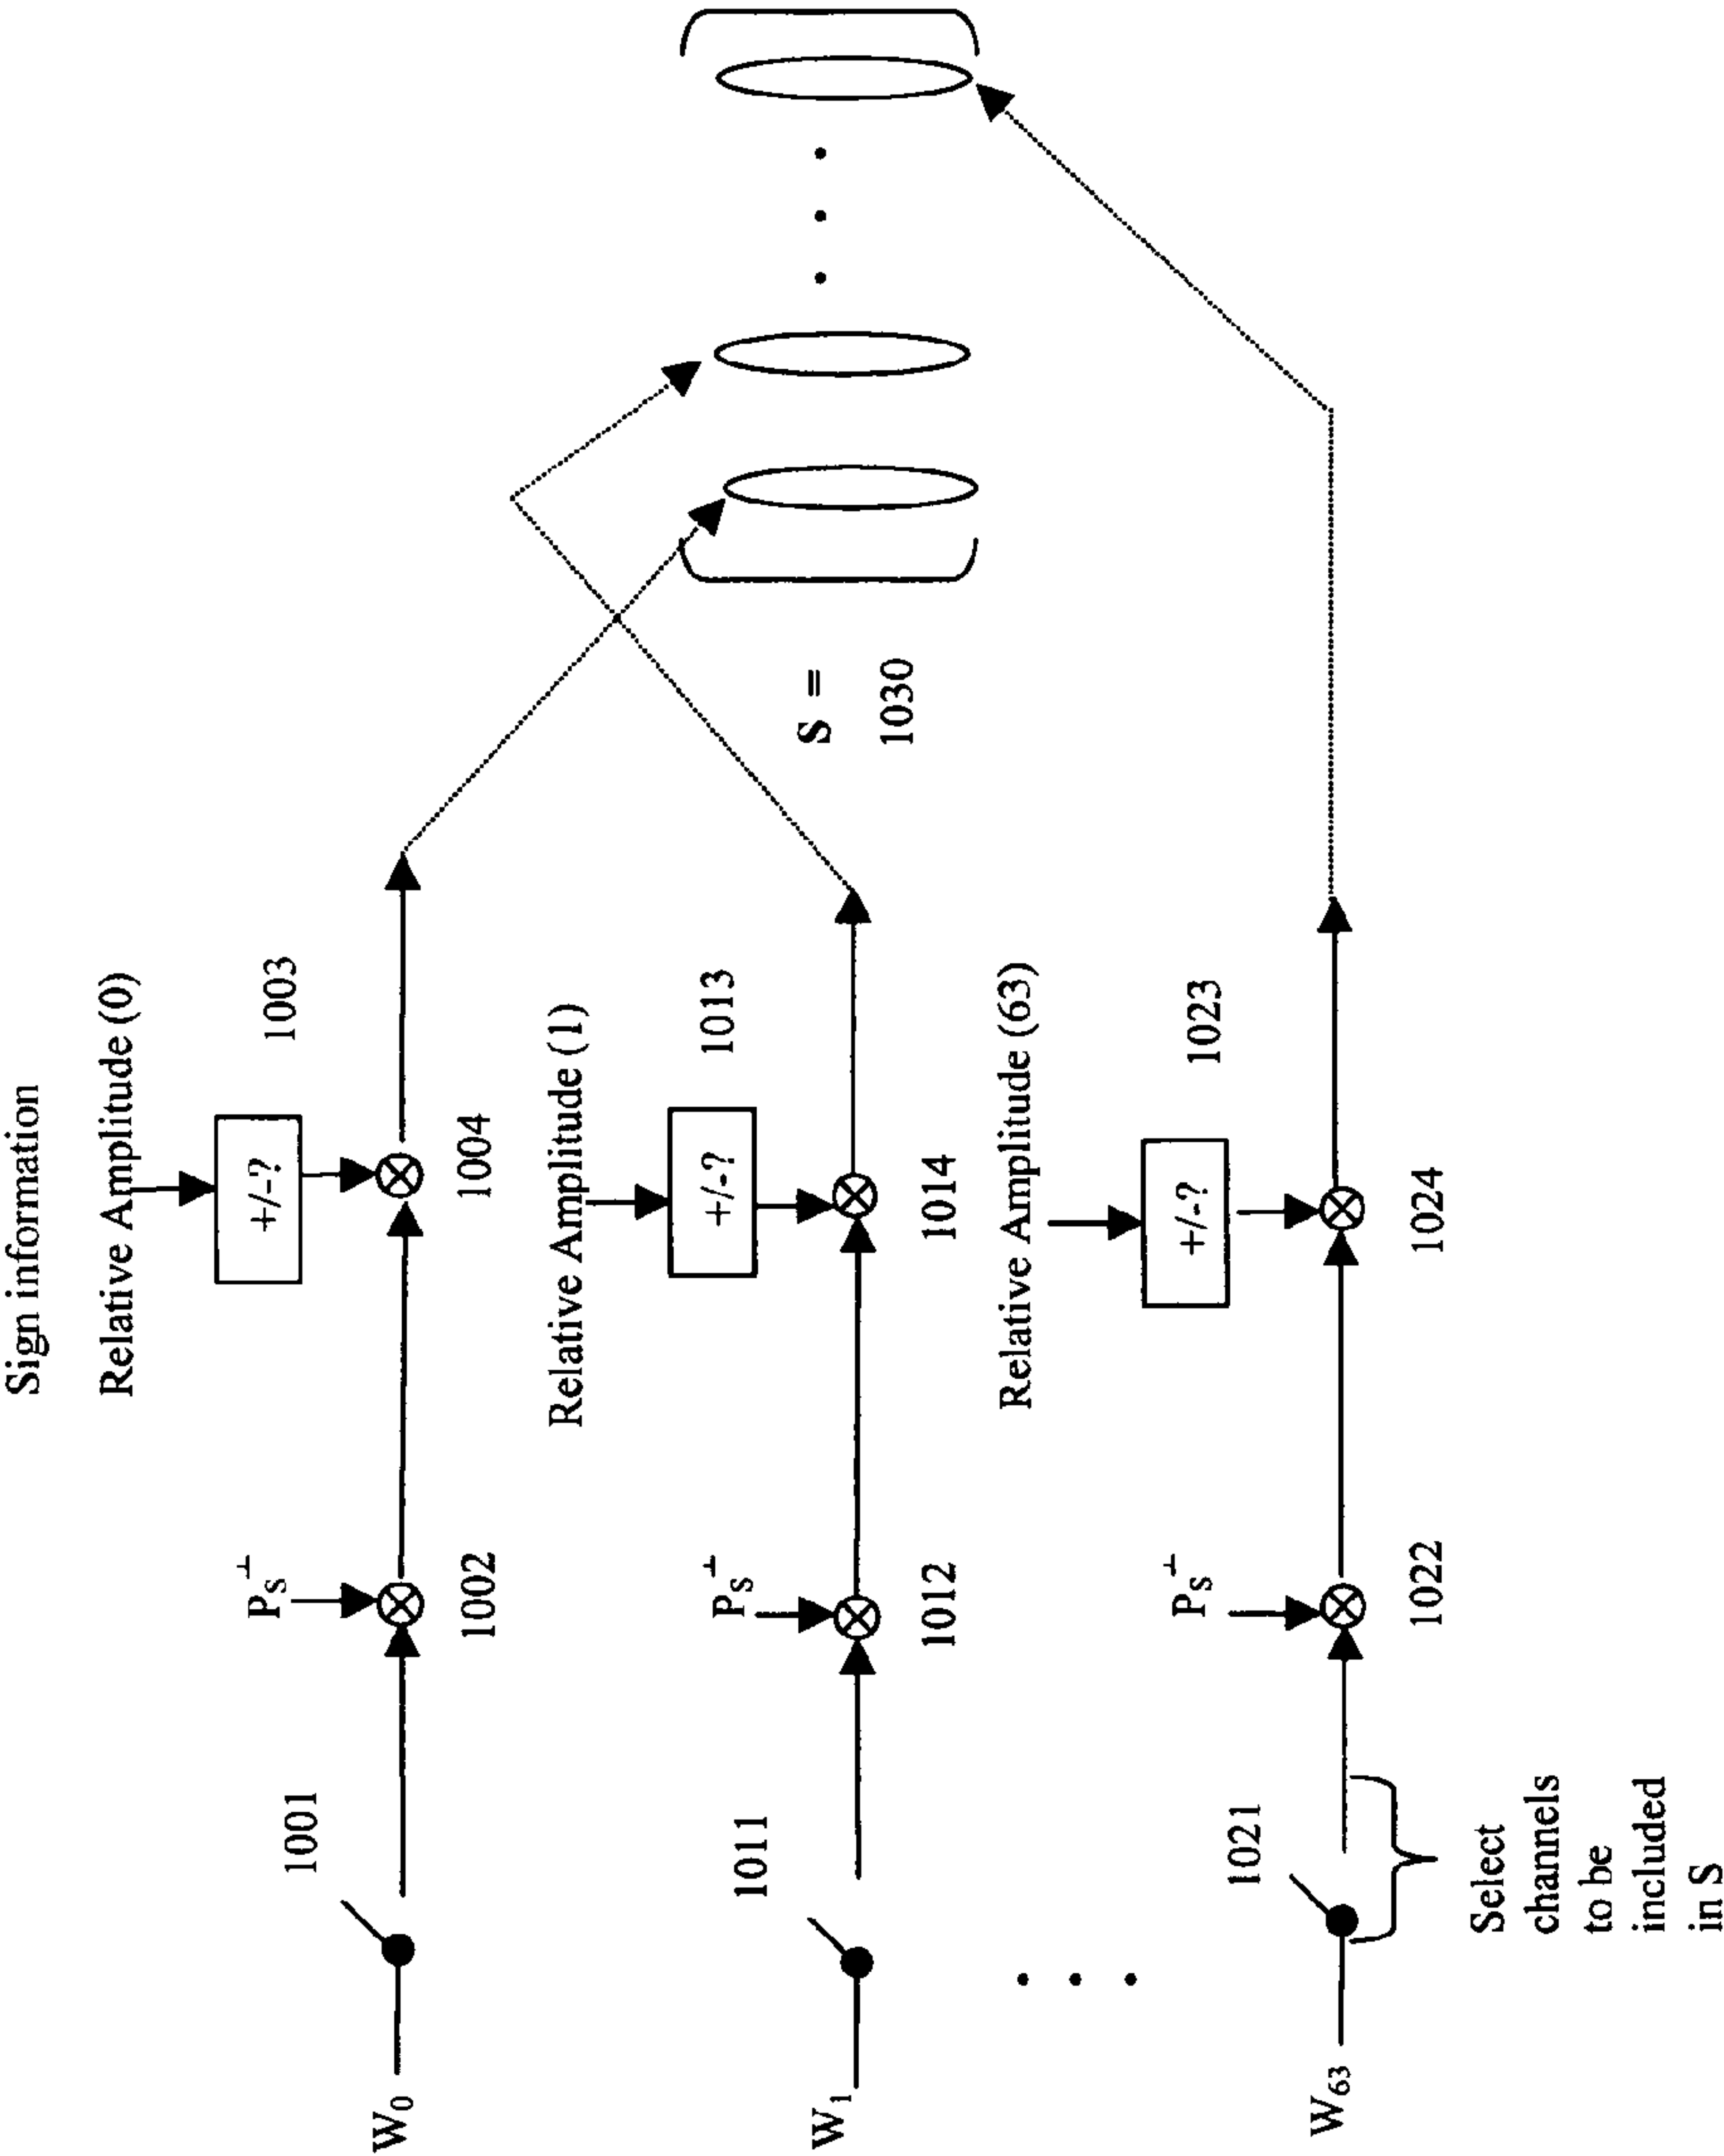 Sign information
Relative Amplitude (0)
+/-?
1003
P_S^⊥
1001
W_0
1002
1004
Relative Amplitude (1)
+/-?
1013
P_S^⊥
1011
W_1
1012
1014
S =
1030
Relative Amplitude (63)
+/-?
1023
P_S^⊥
1021
W_63
1022
1024
Select
channels
to be
included
in S